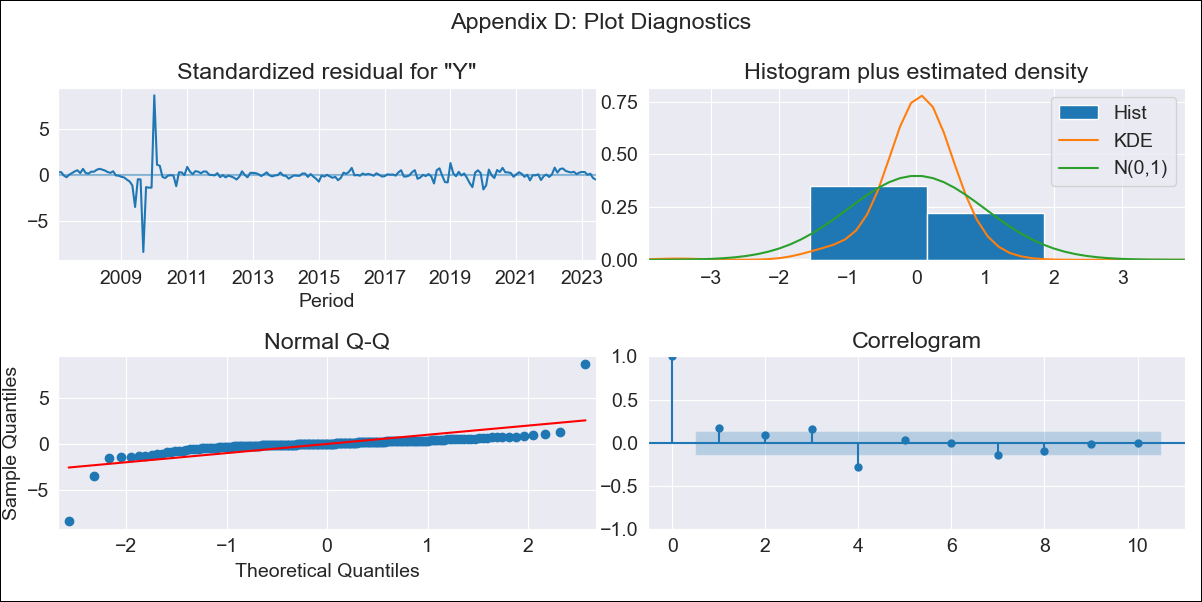 Appendix D: Plot Diagnostics
Standardized residual for "Y"
5
0
−5
2009 2011 2013 2015 2017 2019 2021 2023
Period
Histogram plus estimated density
0.75
0.50
0.25
0.00
−3 −2 −1 0 1 2 3
Hist
KDE
N(0,1)
Normal Q-Q
Sample Quantiles
5
0
−5
−2 −1 0 1 2
Theoretical Quantiles
Correlogram
1.0
0.5
0.0
−0.5
−1.0
0 2 4 6 8 10